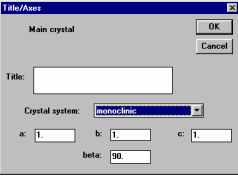 Title/Axes
Main crystal
OK
Cancel
Title:
Crystal system: monoclinic
a: 1. b: 1. c: 1.
beta: 90.